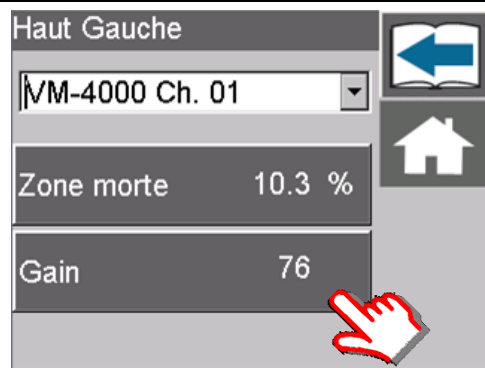 Haut Gauche
VM-4000 Ch. 01
Zone morte 10.3 %
Gain 76